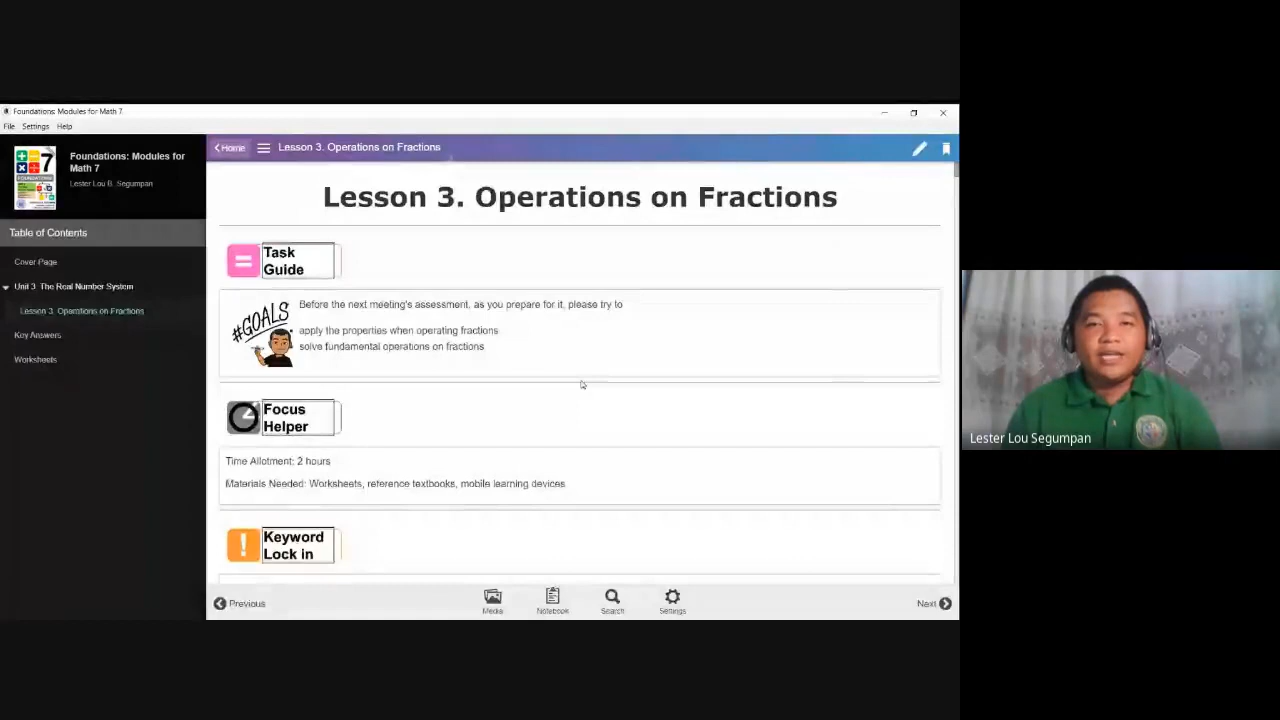 Foundations: Modules for Math 7
File Settings Help
Foundations: Modules for
Math 7
Lester Lou B. Segumpan
Table of Contents
Cover Page
Unit 3. The Real Number System
Lesson 3. Operations on Fractions
Key Answers
Worksheets
Home
Lesson 3. Operations on Fractions
Lesson 3. Operations on Fractions
Task
Guide
#GOALS
Before the next meeting's assessment, as you prepare for it, please try to
apply the properties when operating fractions
solve fundamental operations on fractions
Focus
Helper
Time Allotment: 2 hours
Materials Needed: Worksheets, reference textbooks, mobile learning devices
!
Keyword
Lock in
Previous
Media
Notebook
Search
Settings
Next
Lester Lou Segumpan